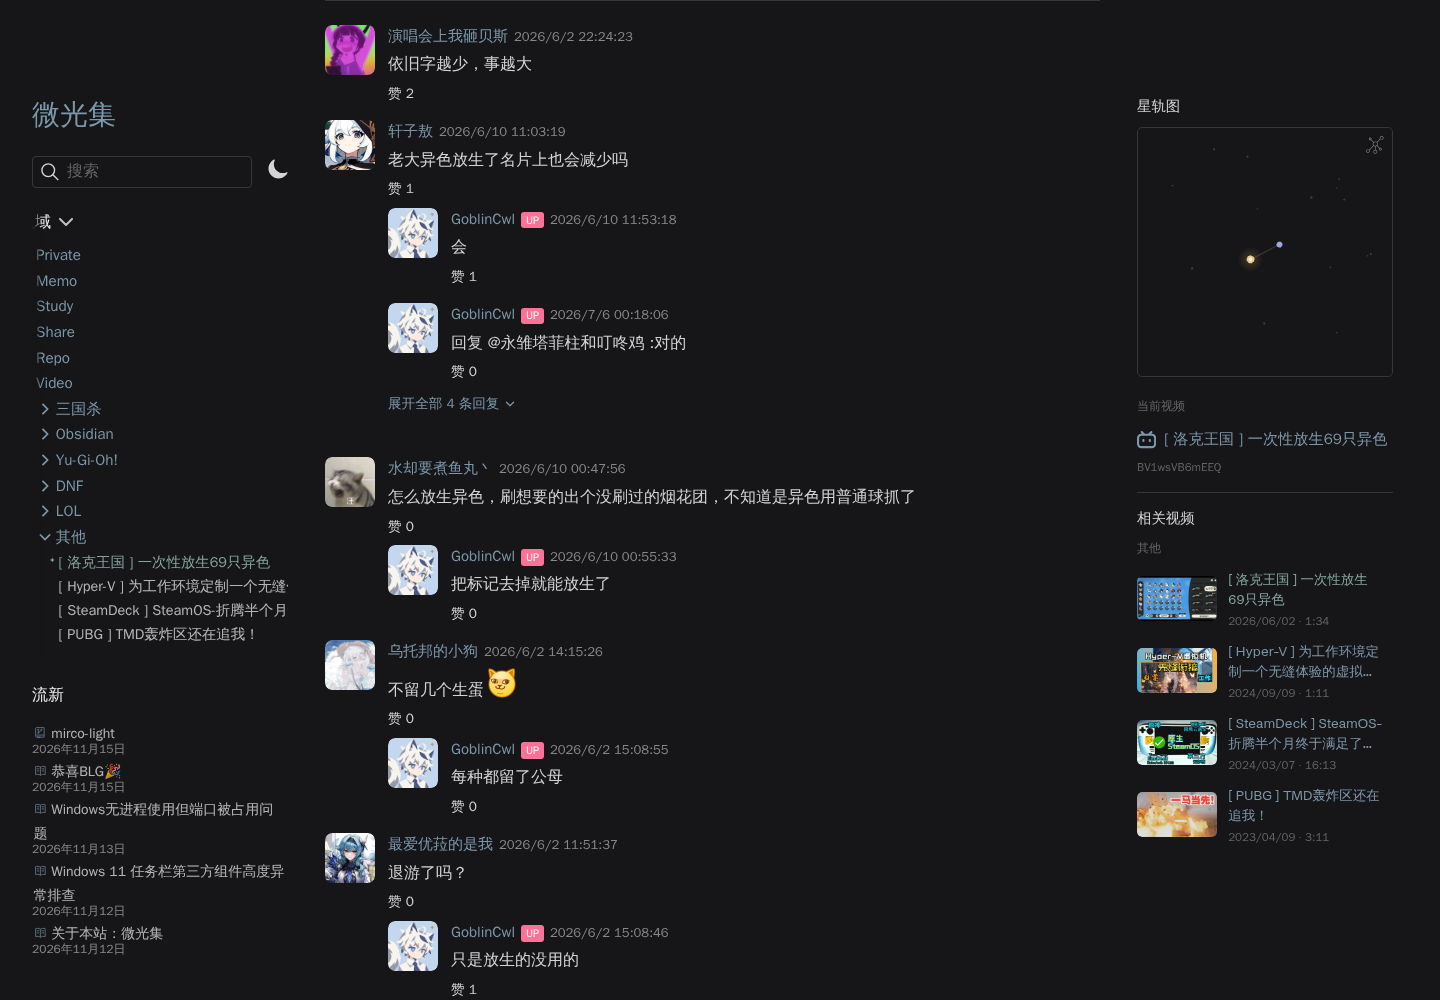 微光集
搜索
域
Private
Memo
Study
Share
Repo
Video
三国杀
Obsidian
Yu-Gi-Oh!
DNF
LOL
其他
[ 洛克王国 ] 一次性放生69只异色
[ Hyper-V ] 为工作环境定制一个无缝
[ SteamDeck ] SteamOS-折腾半个月
[ PUBG ] TMD轰炸区还在追我！
流新
mirco-light
2026年11月15日
恭喜BLG🎉
2026年11月15日
Windows无进程使用但端口被占用问
题
2026年11月13日
Windows 11 任务栏第三方组件高度异
常排查
2026年11月12日
关于本站：微光集
2026年11月12日
演唱会上我砸贝斯 2026/6/2 22:24:23
依旧字越少，事越大
赞 2
轩子敖 2026/6/10 11:03:19
老大异色放生了名片上也会减少吗
赞 1
GoblinCwl UP 2026/6/10 11:53:18
会
赞 1
GoblinCwl UP 2026/7/6 00:18:06
回复 @永雏塔菲柱和叮咚鸡 :对的
赞 0
展开全部 4 条回复
水却要煮鱼丸丶 2026/6/10 00:47:56
怎么放生异色，刷想要的出个没刷过的烟花团，不知道是异色用普通球抓了
赞 0
GoblinCwl UP 2026/6/10 00:55:33
把标记去掉就能放生了
赞 0
乌托邦的小狗 2026/6/2 14:15:26
不留几个生蛋
赞 0
GoblinCwl UP 2026/6/2 15:08:55
每种都留了公母
赞 0
最爱优菈的是我 2026/6/2 11:51:37
退游了吗？
赞 0
GoblinCwl UP 2026/6/2 15:08:46
只是放生的没用的
赞 1
星轨图
当前视频
[ 洛克王国 ] 一次性放生69只异色
BV1wsVB6mEEQ
相关视频
其他
[ 洛克王国 ] 一次性放生
69只异色
2026/06/02 · 1:34
Hyper-V虚拟机
无缝衔接
工作
[ Hyper-V ] 为工作环境定
制一个无缝体验的虚拟...
2024/09/09 · 1:11
原生
SteamOS
[ SteamDeck ] SteamOS-
折腾半个月终于满足了...
2024/03/07 · 16:13
一马当先!
[ PUBG ] TMD轰炸区还在
追我！
2023/04/09 · 3:11